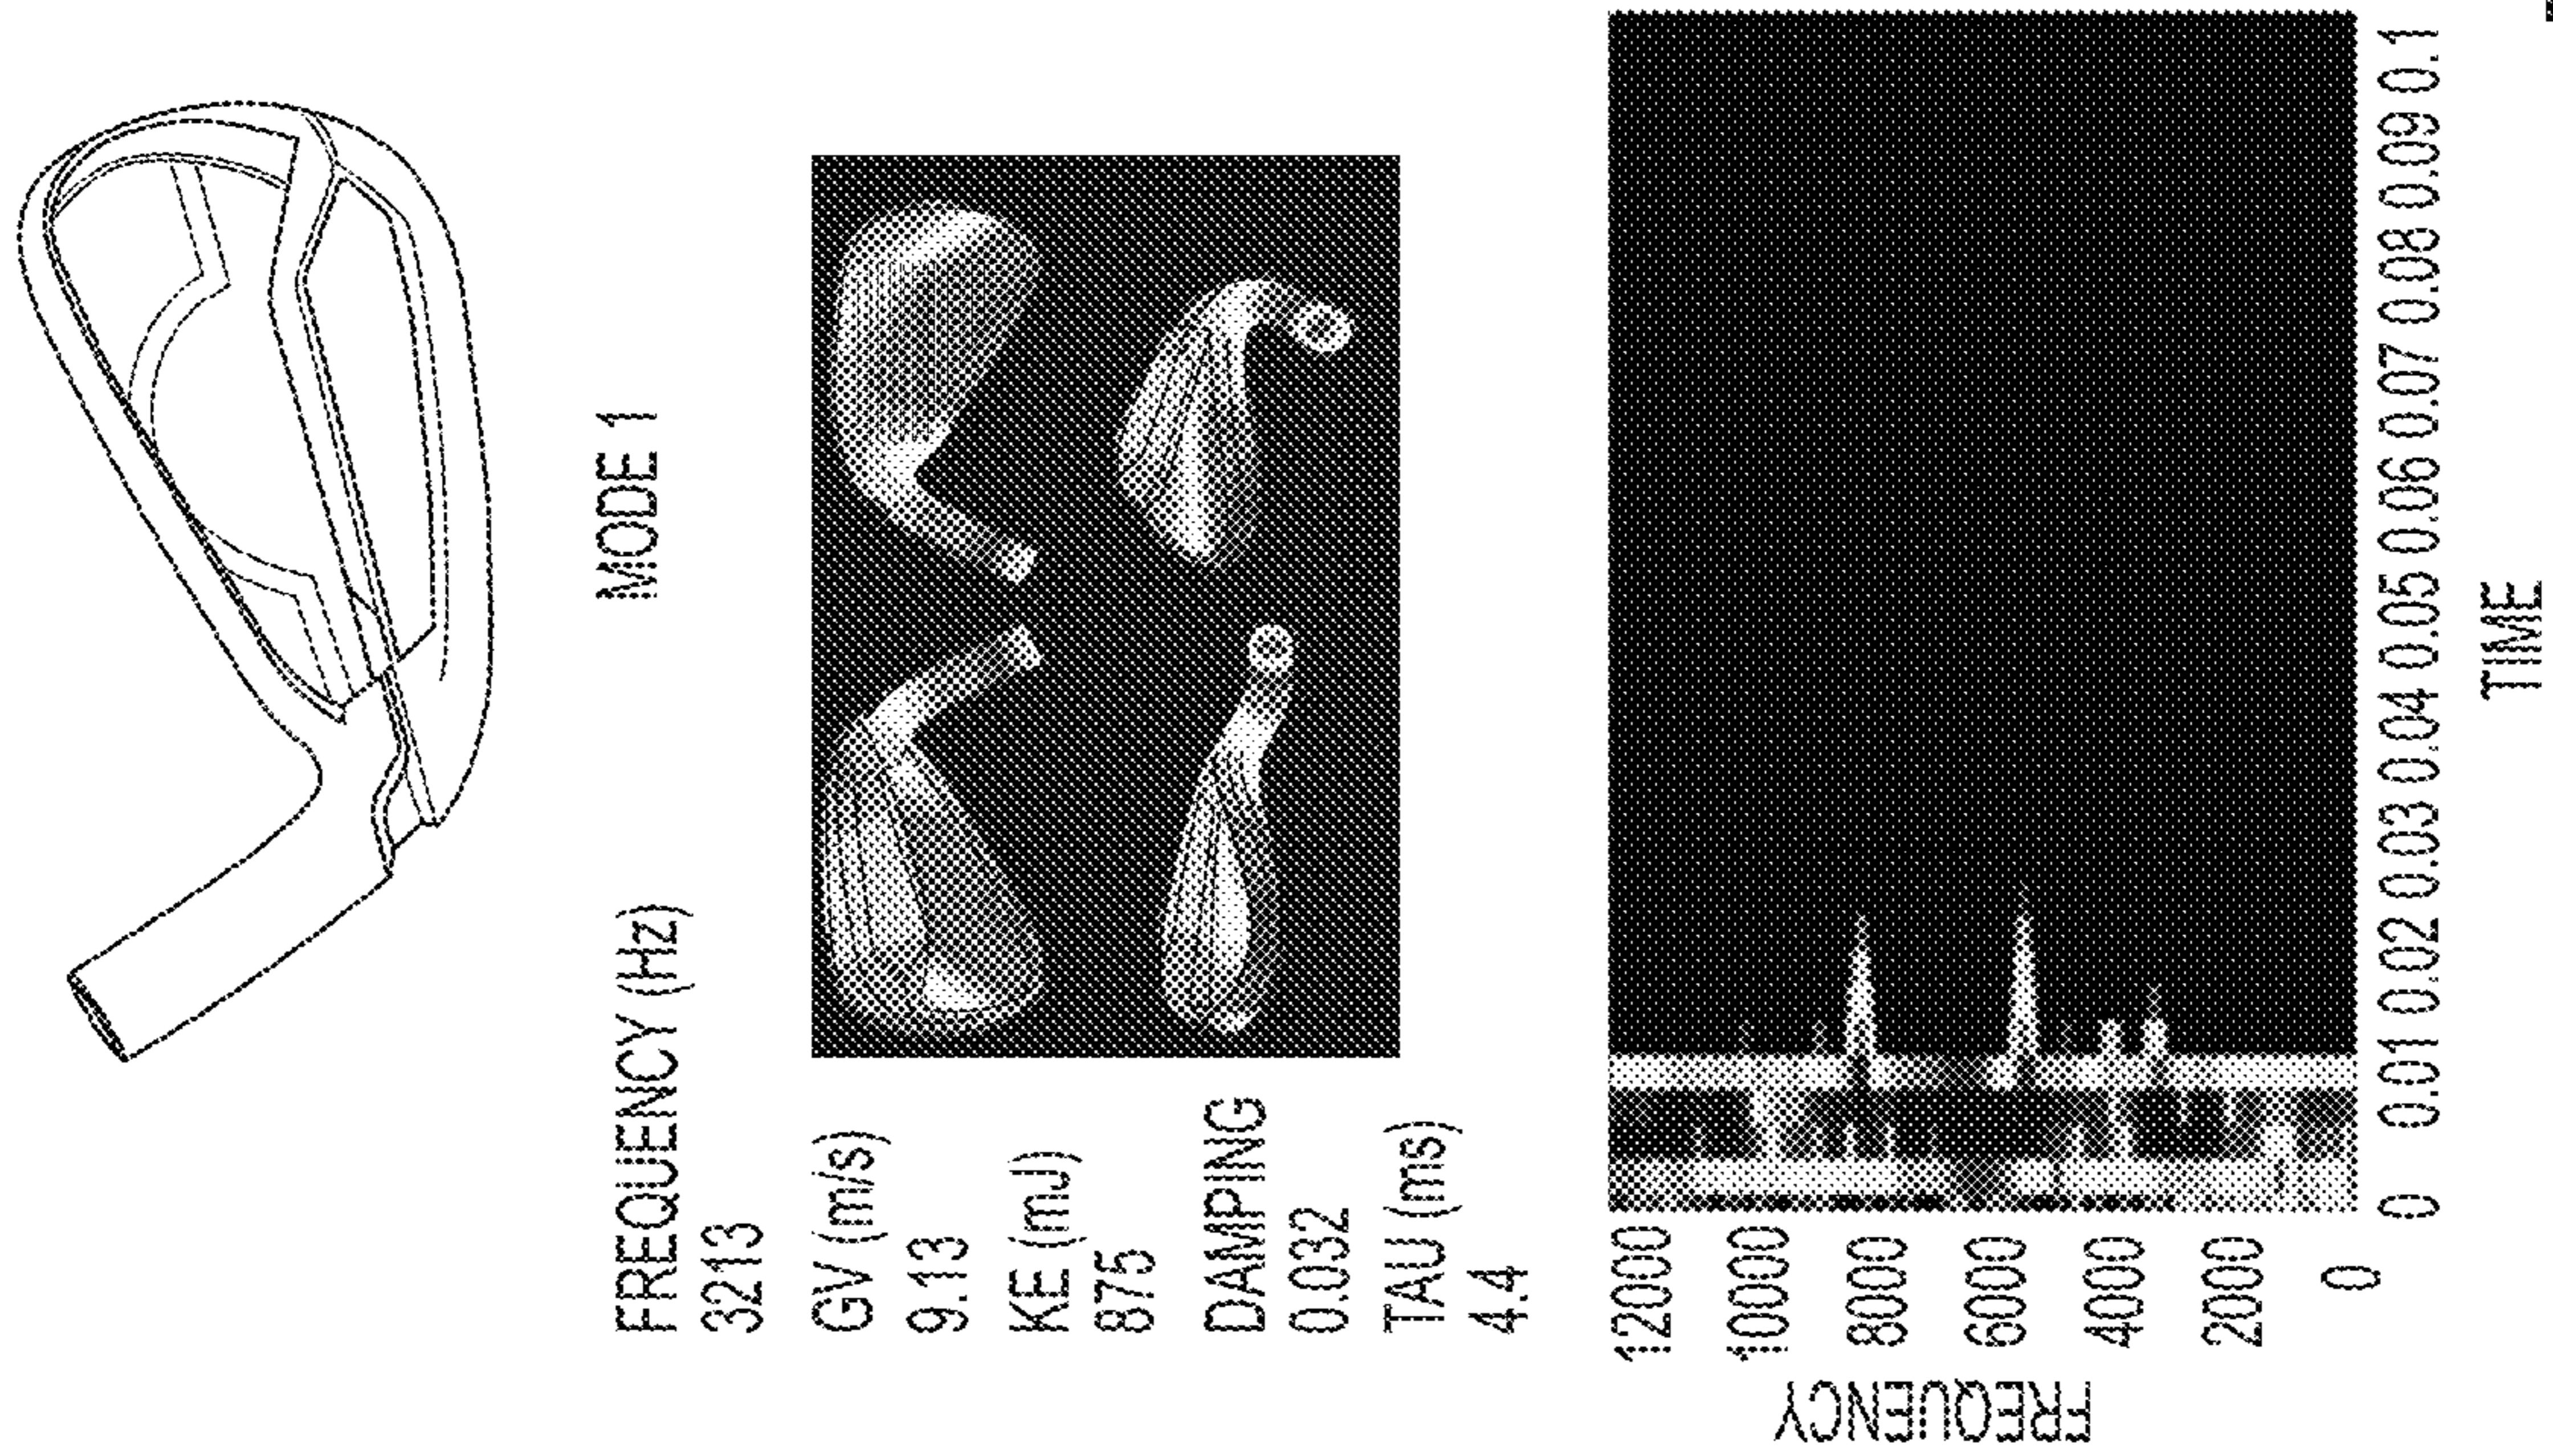 MODE 1
FREQUENCY (Hz)
3213
GV (m/s)
9.13
KE (mJ)
875
DAMPING
0.032
TAU (ms)
4.4
FREQUENCY
12000
10000
8000
6000
4000
2000
0
0 0.01 0.02 0.03 0.04 0.05 0.06 0.07 0.08 0.09 0.1
TIME